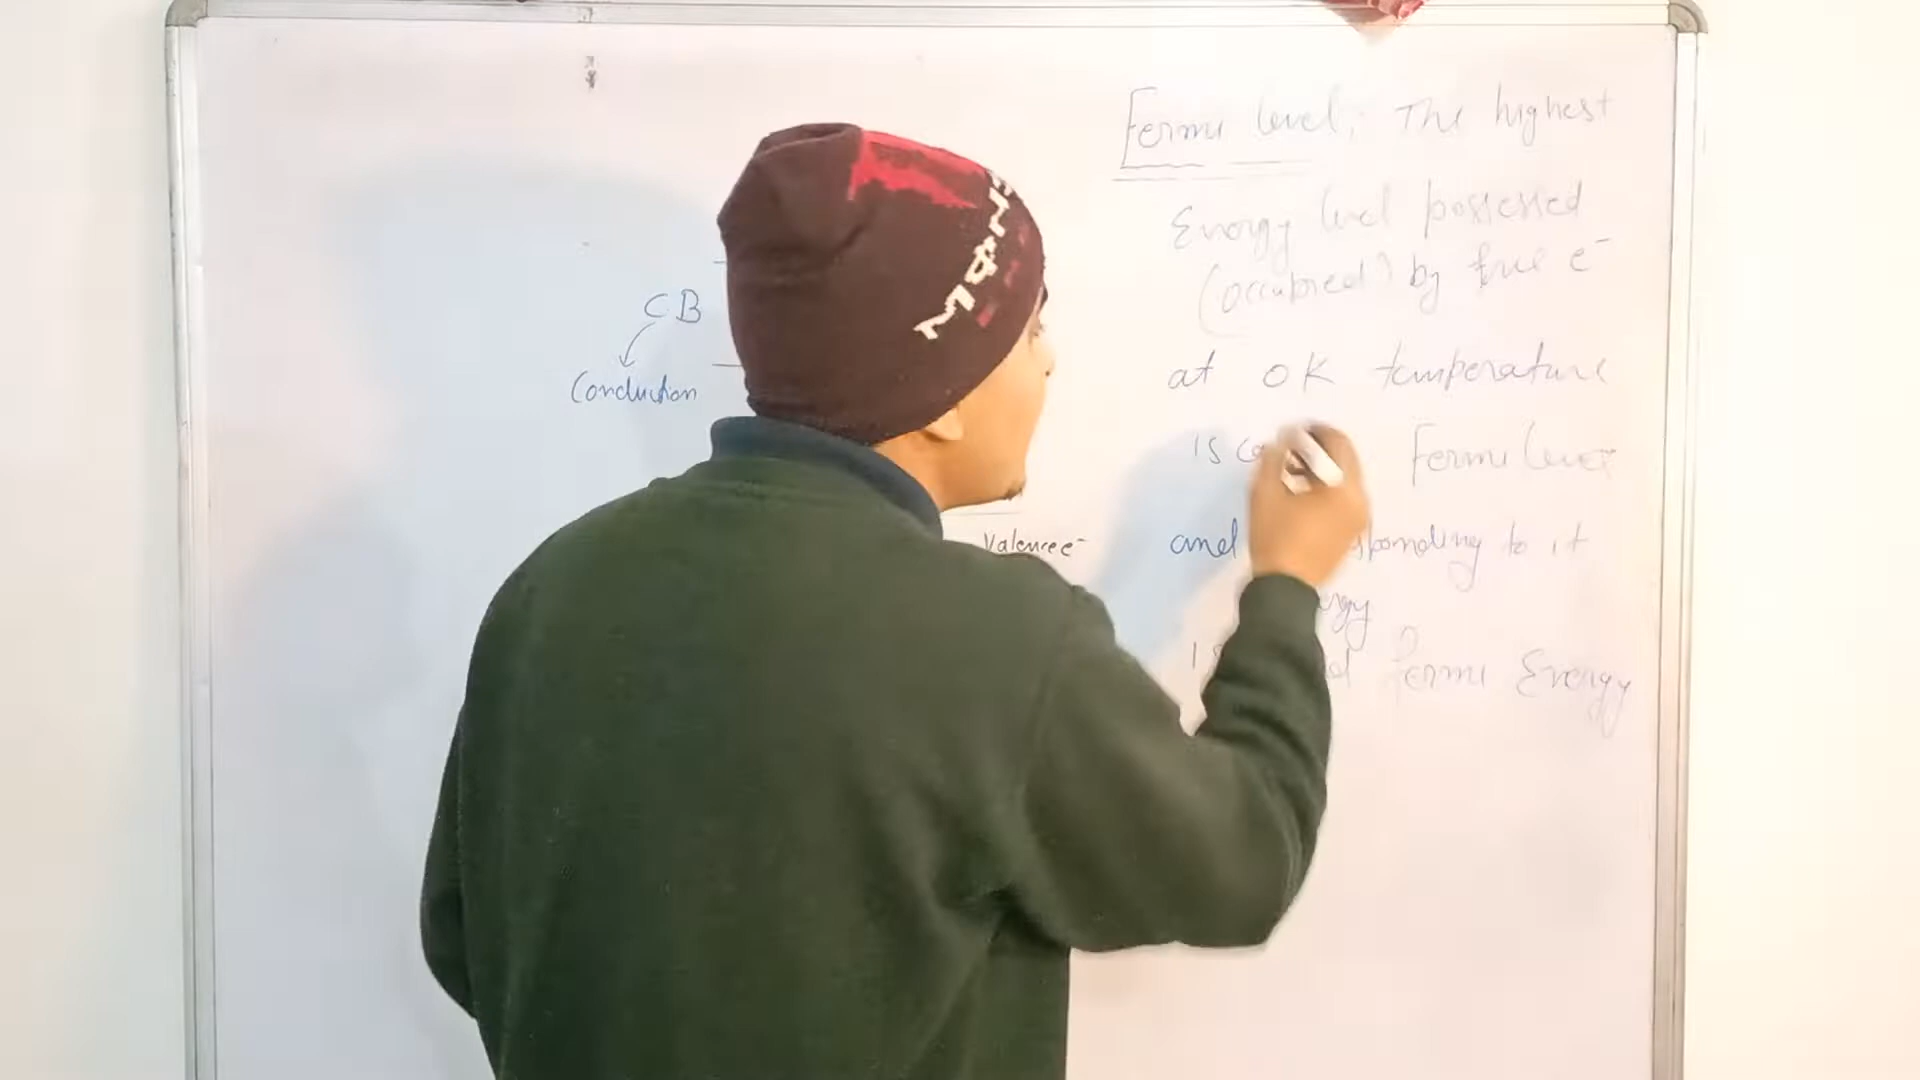 Fermi level; The highest
Energy level possessed
(occupied) by free e⁻
at 0K temperature
is Fermi level
and to it
Fermi Energy
CB
Conduction
Valence e⁻